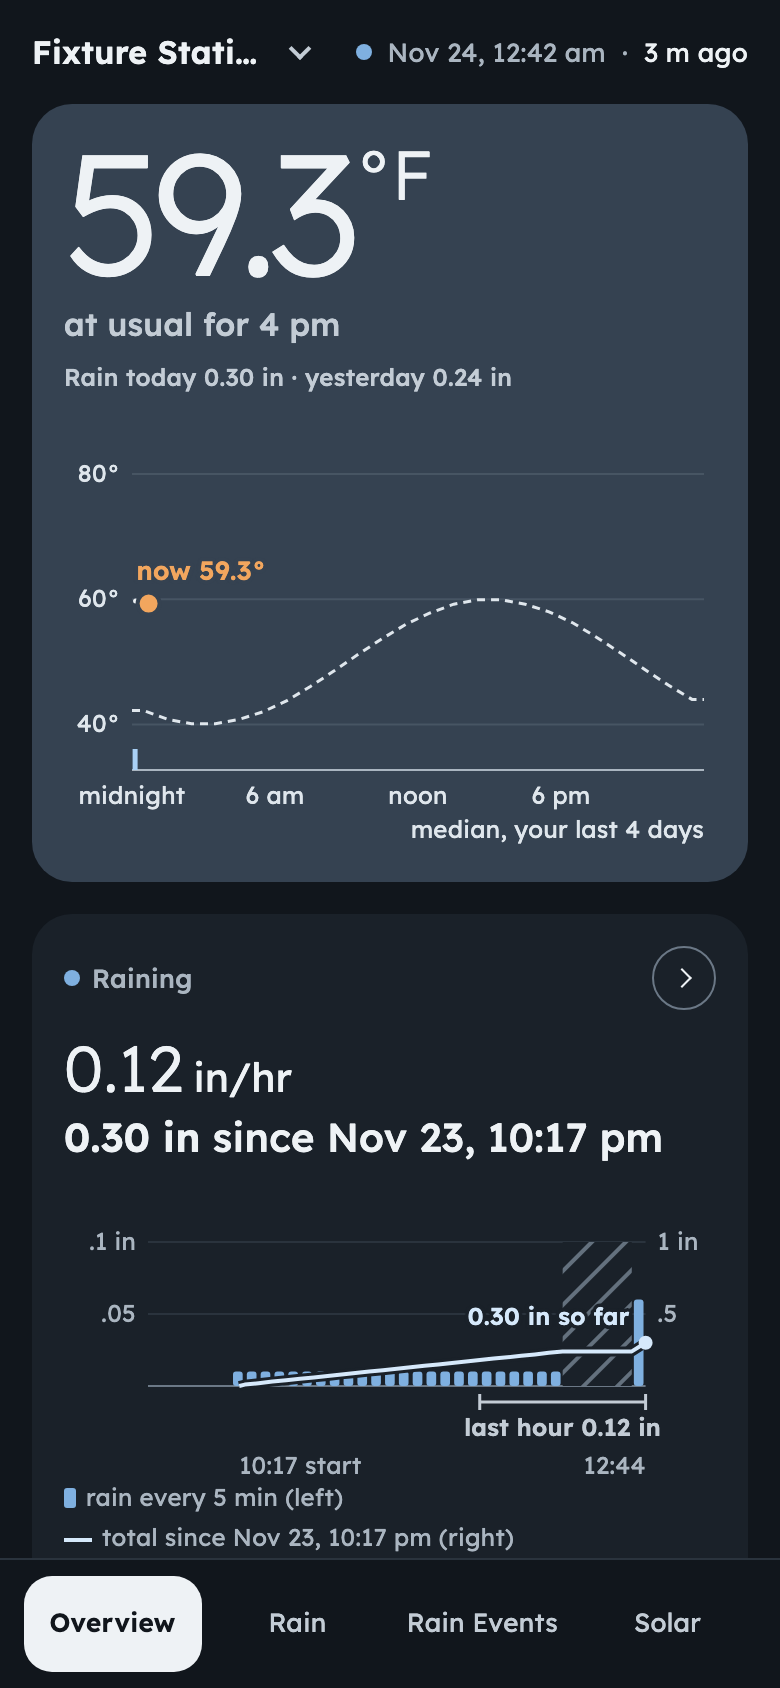 Fixture Stati... Nov 24, 12:42 am · 3 m ago
59.3°F
at usual for 4 pm
Rain today 0.30 in · yesterday 0.24 in
80°
now 59.3°
60°
40°
midnight 6 am noon 6 pm
median, your last 4 days
Raining
0.12 in/hr
0.30 in since Nov 23, 10:17 pm
.1 in 1 in
.05 0.30 in so far .5
last hour 0.12 in
10:17 start 12:44
rain every 5 min (left)
total since Nov 23, 10:17 pm (right)
Overview Rain Rain Events Solar